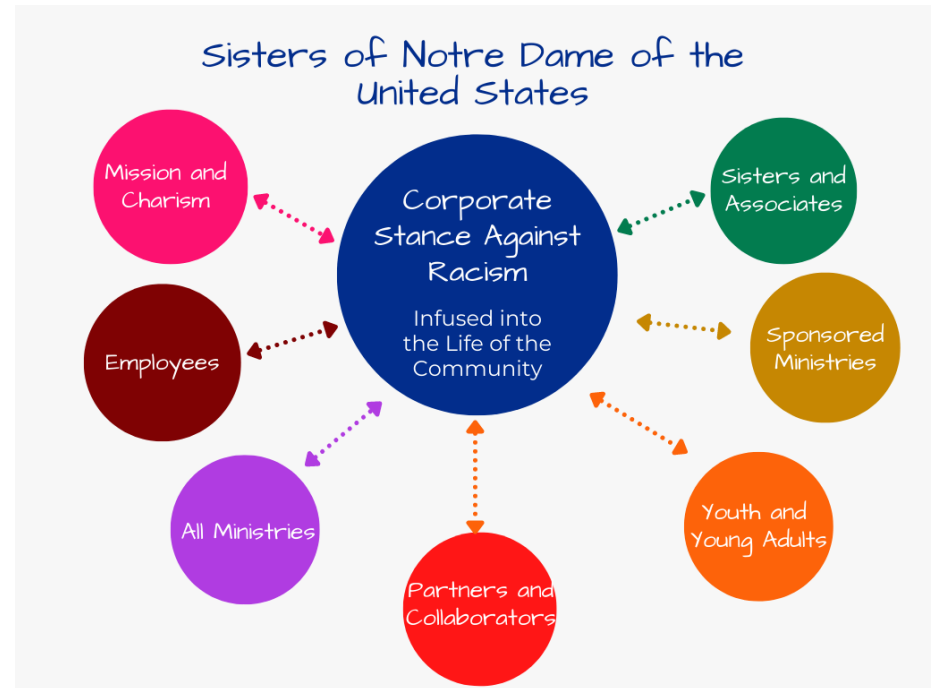 Sisters of Notre Dame of the
United States
Mission and
Charism
Corporate
Stance Against
Racism
Infused into
the Life of the
Community
Sisters and
Associates
Employees
Sponsored
Ministries
All Ministries
Youth and
Young Adults
Partners and
Collaborators